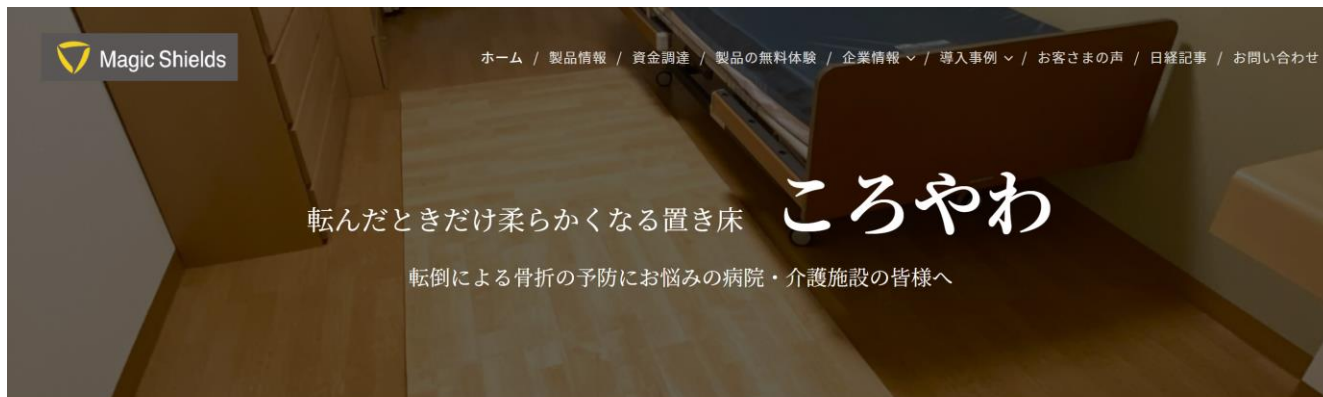 Magic Shields
ホーム / 製品情報 / 資金調達 / 製品の無料体験 / 企業情報 / 導入事例 / お客さまの声 / 日経記事 / お問い合わせ
転んだときだけ柔らかくなる置き床 ころやわ
転倒による骨折の予防にお悩みの病院・介護施設の皆様へ